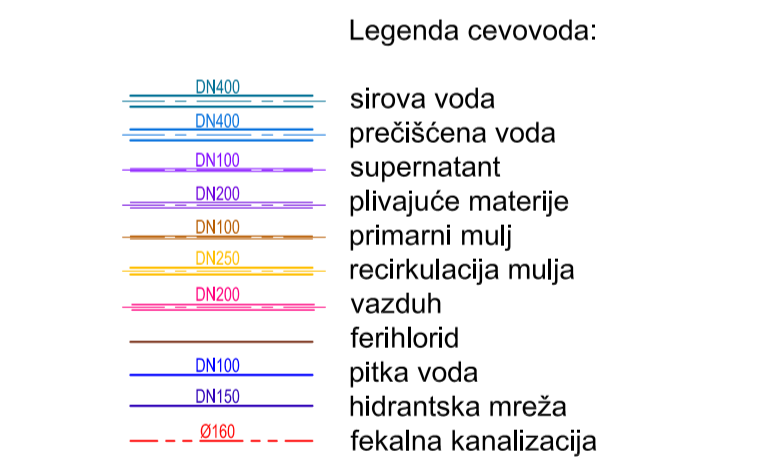 Legenda cevovoda:
DN400 sirova voda
DN400 prečišćena voda
DN100 supernatant
DN200 plivajuće materije
DN100 primarni mulj
DN250 recirkulacija mulja
DN200 vazduh
ferihlorid
DN100 pitka voda
DN150 hidrantska mreža
Ø160 fekalna kanalizacija